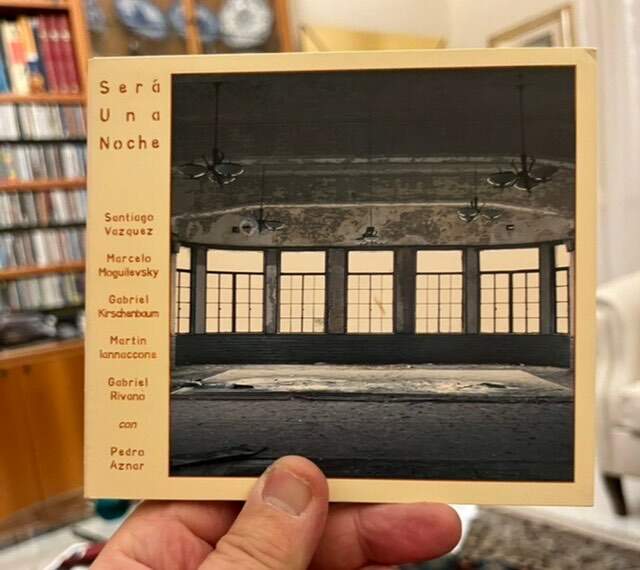 Será
Una
Noche
Santiago
Vazquez
Marcelo
Moguilevsky
Gabriel
Kirschenbaum
Martin
Iannaccone
Gabriel
Rivano
con
Pedro
Aznar